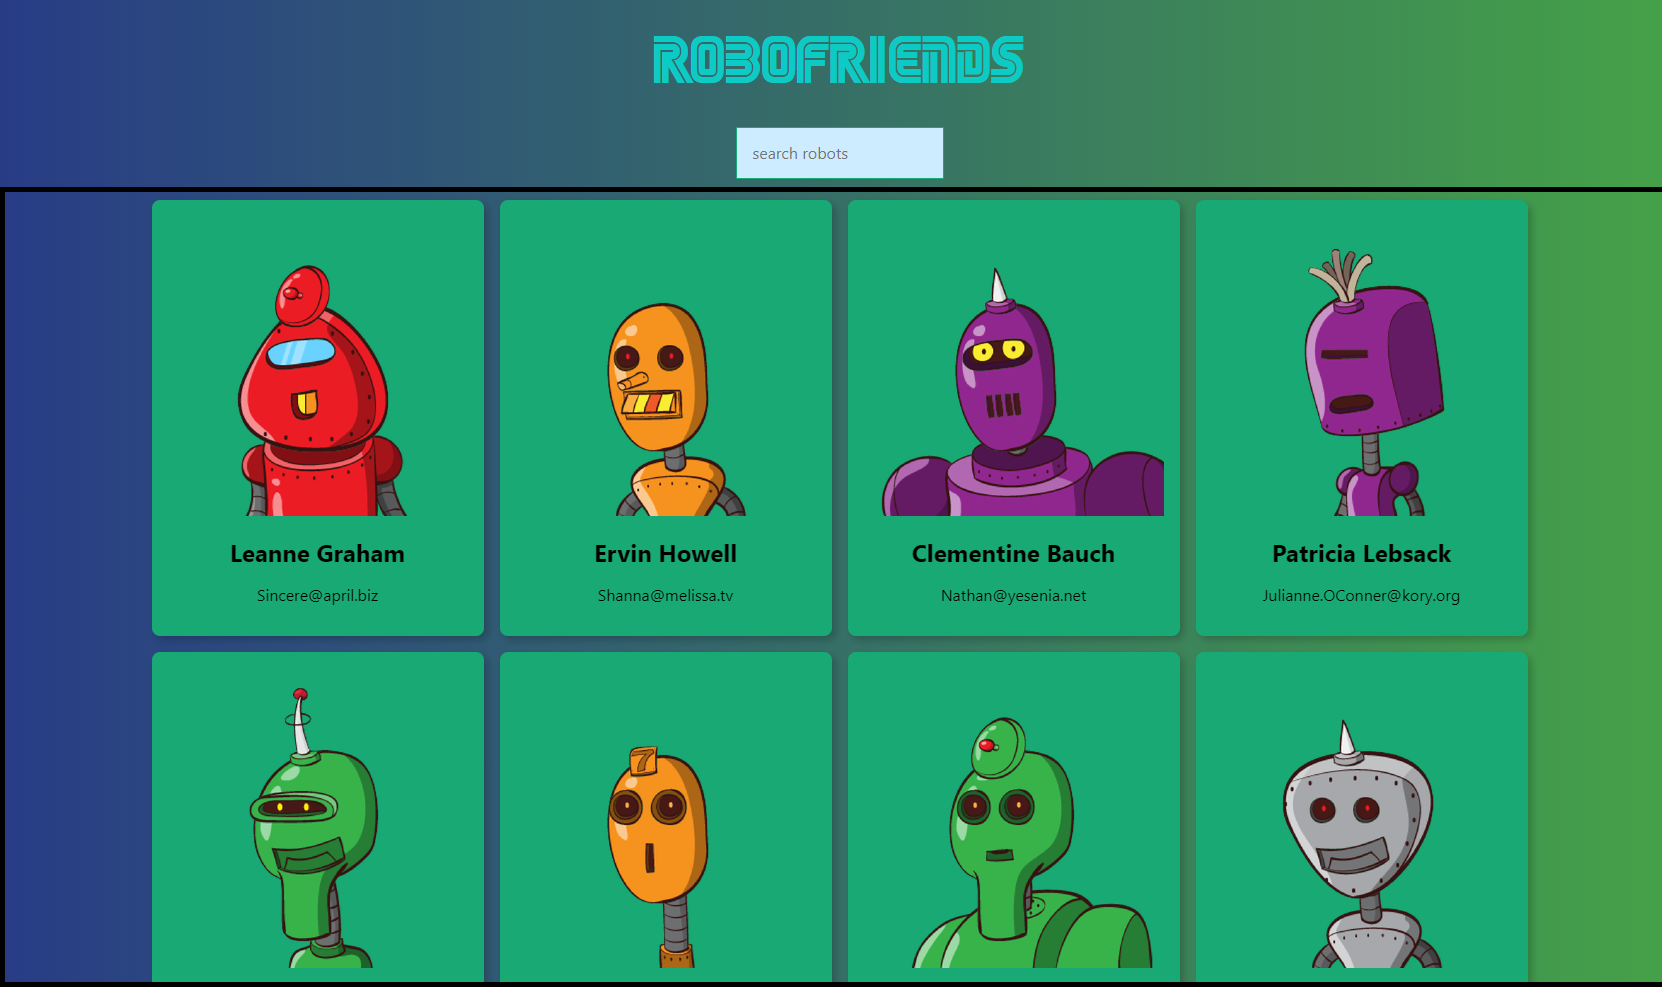 ROBOFRIENDS
search robots
Leanne Graham
Sincere@april.biz
Ervin Howell
Shanna@melissa.tv
Clementine Bauch
Nathan@yesenia.net
Patricia Lebsack
Julianne.OConner@kory.org
7